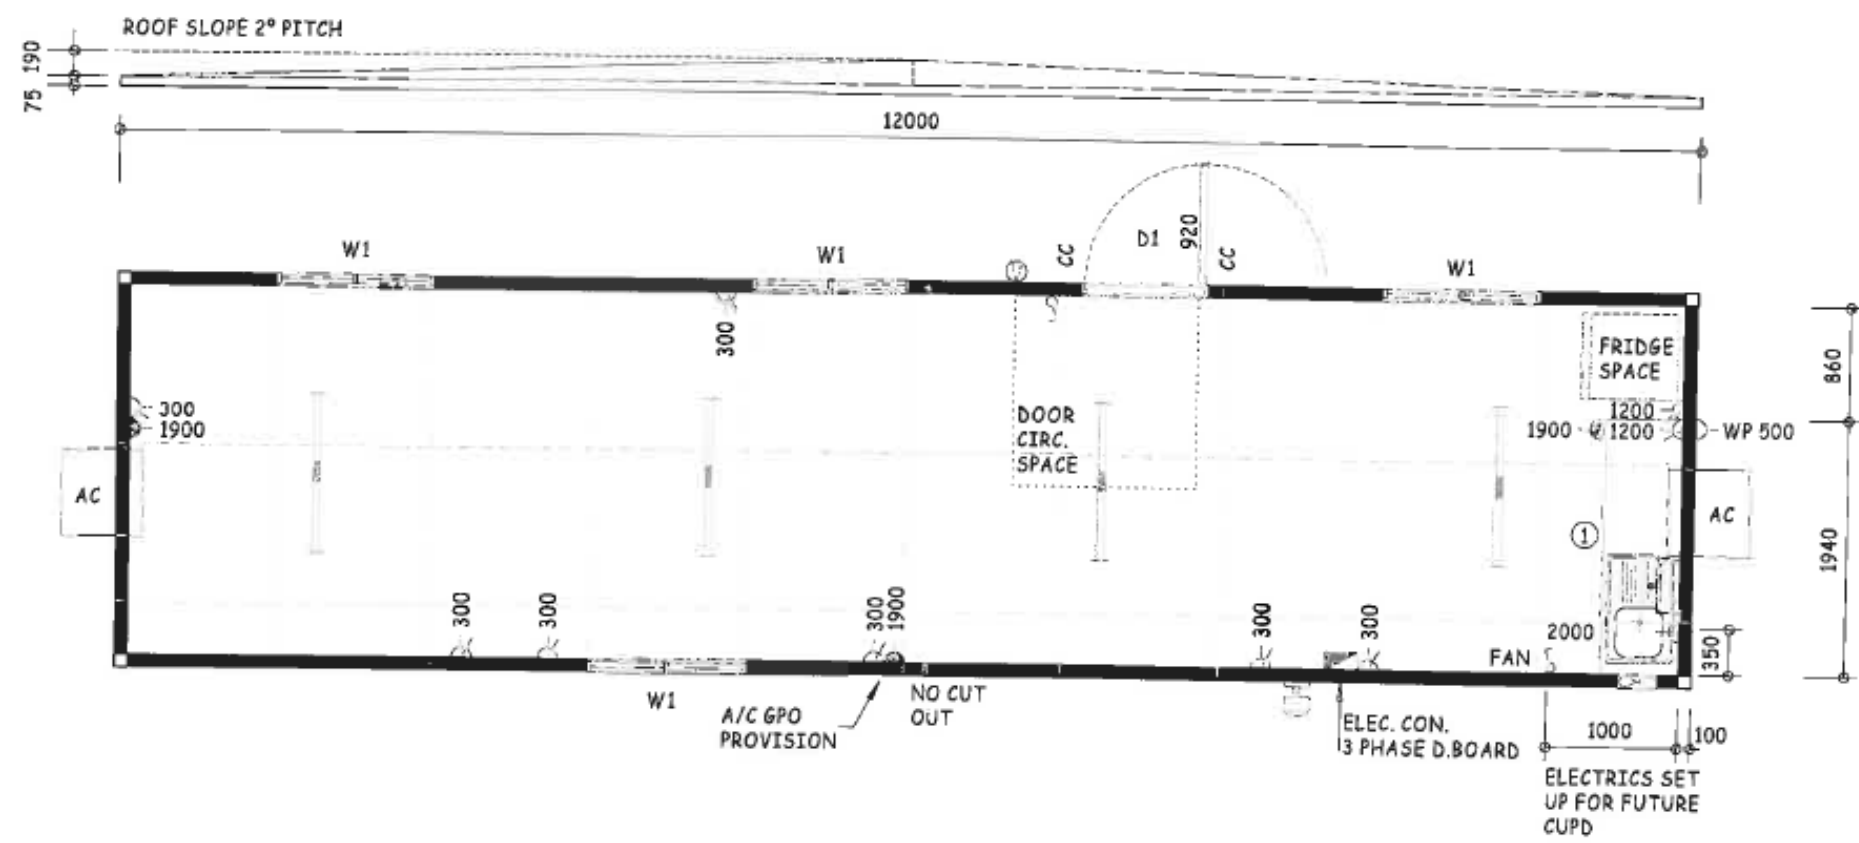 ROOF SLOPE 2° PITCH
190
75
12000
W1
W1
CC
D1
920
CC
W1
300
FRIDGE
SPACE
860
300
1900
DOOR
CIRC.
SPACE
1200
1900
1200
WP 500
AC
AC
1
1940
300
300
300
1900
300
300
2000
FAN
350
W1
A/C GPO
PROVISION
NO CUT
OUT
ELEC. CON.
3 PHASE D.BOARD
1000
100
ELECTRICS SET
UP FOR FUTURE
CUPD